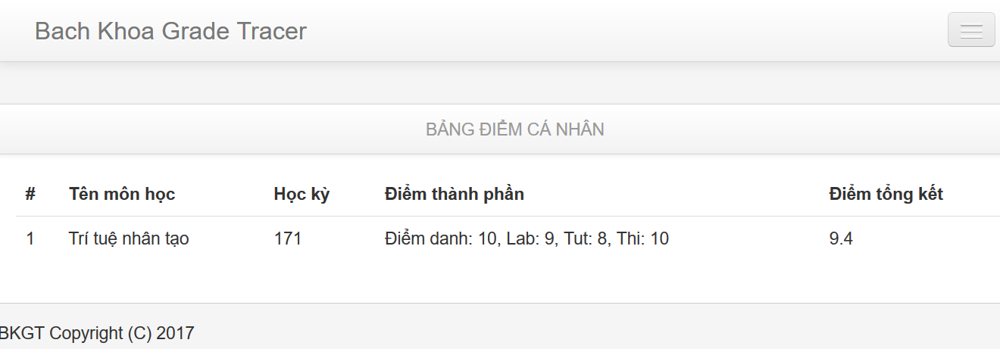 Bach Khoa Grade Tracer
BẢNG ĐIỂM CÁ NHÂN
# Tên môn học Học kỳ Điểm thành phần Điểm tổng kết
1 Trí tuệ nhân tạo 171 Điểm danh: 10, Lab: 9, Tut: 8, Thi: 10 9.4
BKGT Copyright (C) 2017